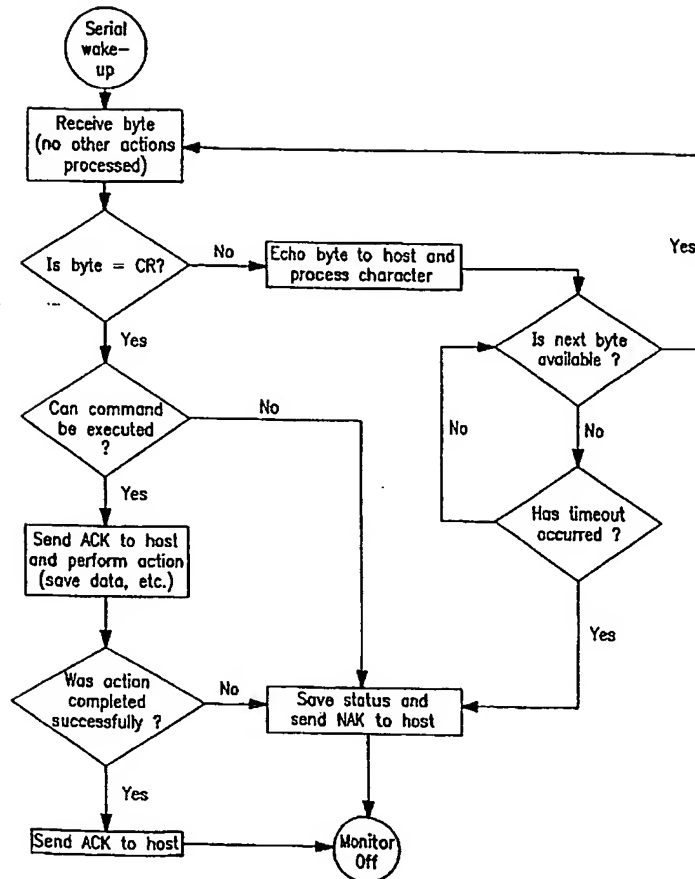 Serial
wake-
up
Receive byte
(no other actions
processed)
Is byte = CR?
No
Echo byte to host and
process character
Yes
Yes
Is next byte
available ?
Can command
be executed
?
No
No
No
Yes
Has timeout
occurred ?
Send ACK to host
and perform action
(save data, etc.)
Yes
Was action
completed
successfully ?
No
Save status and
send NAK to host
Yes
Send ACK to host
Monitor
Off